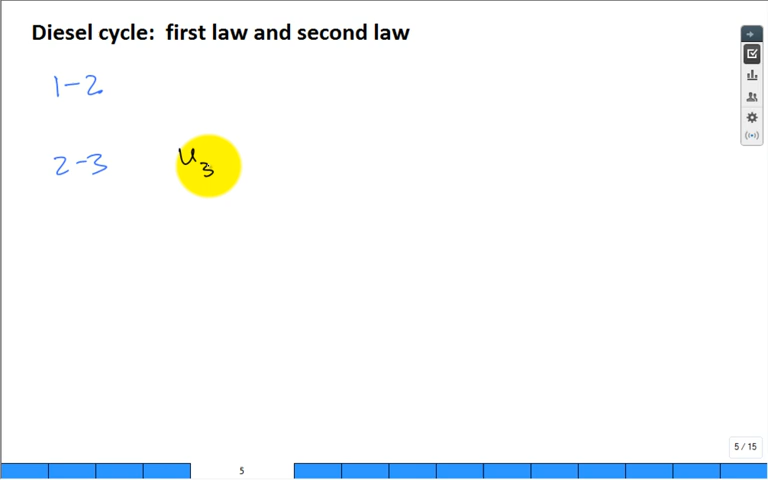 Diesel cycle: first law and second law
1-2
2-3 u3
5 / 15
5